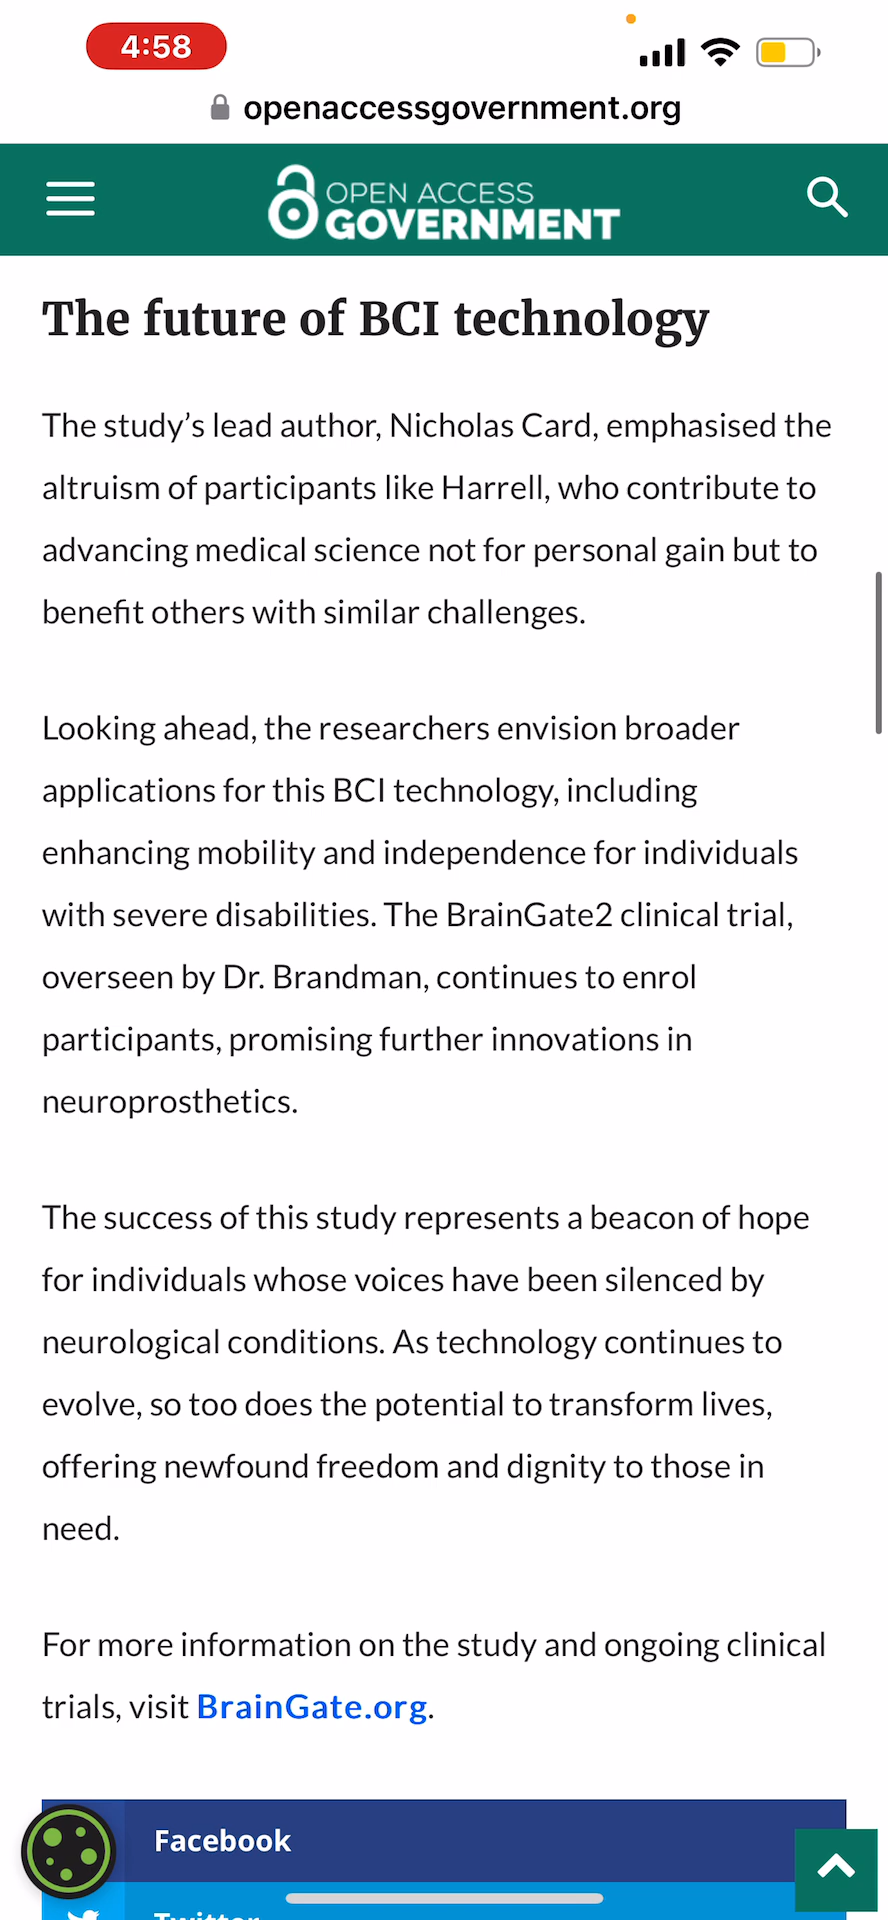 4:58
openaccessgovernment.org
OPEN ACCESS
GOVERNMENT
The future of BCI technology
The study’s lead author, Nicholas Card, emphasised the
altruism of participants like Harrell, who contribute to
advancing medical science not for personal gain but to
benefit others with similar challenges.
Looking ahead, the researchers envision broader
applications for this BCI technology, including
enhancing mobility and independence for individuals
with severe disabilities. The BrainGate2 clinical trial,
overseen by Dr. Brandman, continues to enrol
participants, promising further innovations in
neuroprosthetics.
The success of this study represents a beacon of hope
for individuals whose voices have been silenced by
neurological conditions. As technology continues to
evolve, so too does the potential to transform lives,
offering newfound freedom and dignity to those in
need.
For more information on the study and ongoing clinical
trials, visit BrainGate.org.
Facebook
Twitter